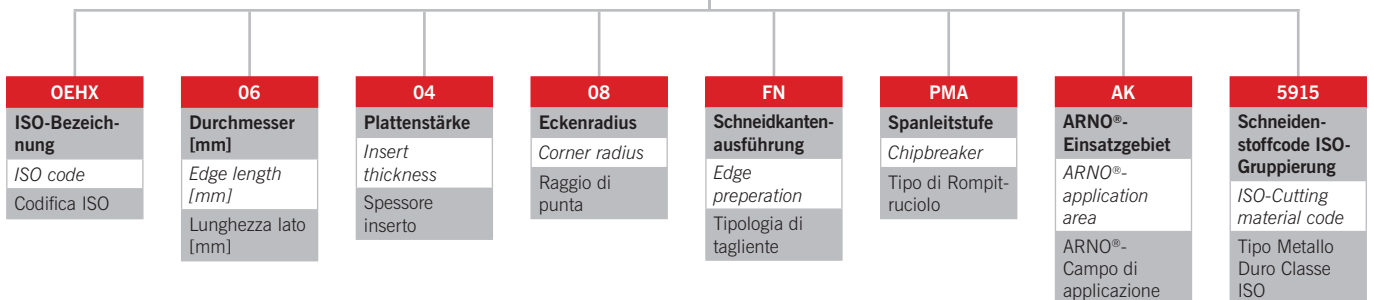 OEHX
ISO-Bezeich-
nung
ISO code
Codifica ISO
06
Durchmesser
[mm]
Edge length
[mm]
Lunghezza lato
[mm]
04
Plattenstärke
Insert
thickness
Spessore
inserto
08
Eckenradius
Corner radius
Raggio di
punta
FN
Schneidkanten-
ausführung
Edge
preperation
Tipologia di
tagliente
PMA
Spanleitstufe
Chipbreaker
Tipo di Rompit-
ruciolo
AK
ARNO®-
Einsatzgebiet
ARNO®-
application
area
ARNO®-
Campo di
applicazione
5915
Schneiden-
stoffcode ISO-
Gruppierung
ISO-Cutting
material code
Tipo Metallo
Duro Classe
ISO